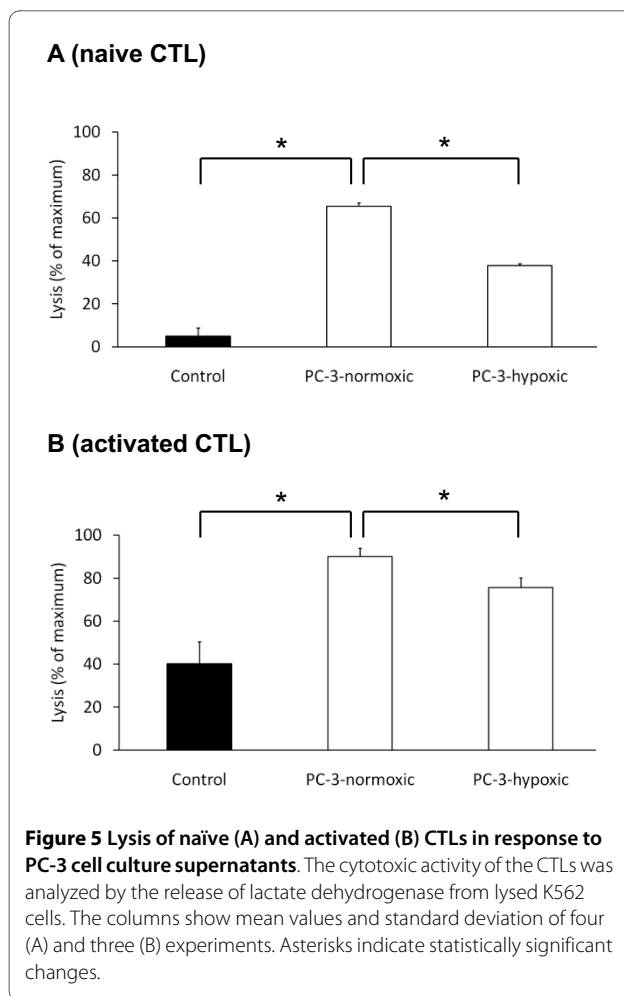 A (naive CTL)
*
*
100
80
60
40
20
0
Lysis (% of maximum)
Control
PC-3-normoxic
PC-3-hypoxic
B (activated CTL)
*
*
100
80
60
40
20
0
Lysis (% of maximum)
Control
PC-3-normoxic
PC-3-hypoxic
Figure 5 Lysis of naïve (A) and activated (B) CTLs in response to
PC-3 cell culture supernatants. The cytotoxic activity of the CTLs was
analyzed by the release of lactate dehydrogenase from lysed K562
cells. The columns show mean values and standard deviation of four
(A) and three (B) experiments. Asterisks indicate statistically significant
changes.